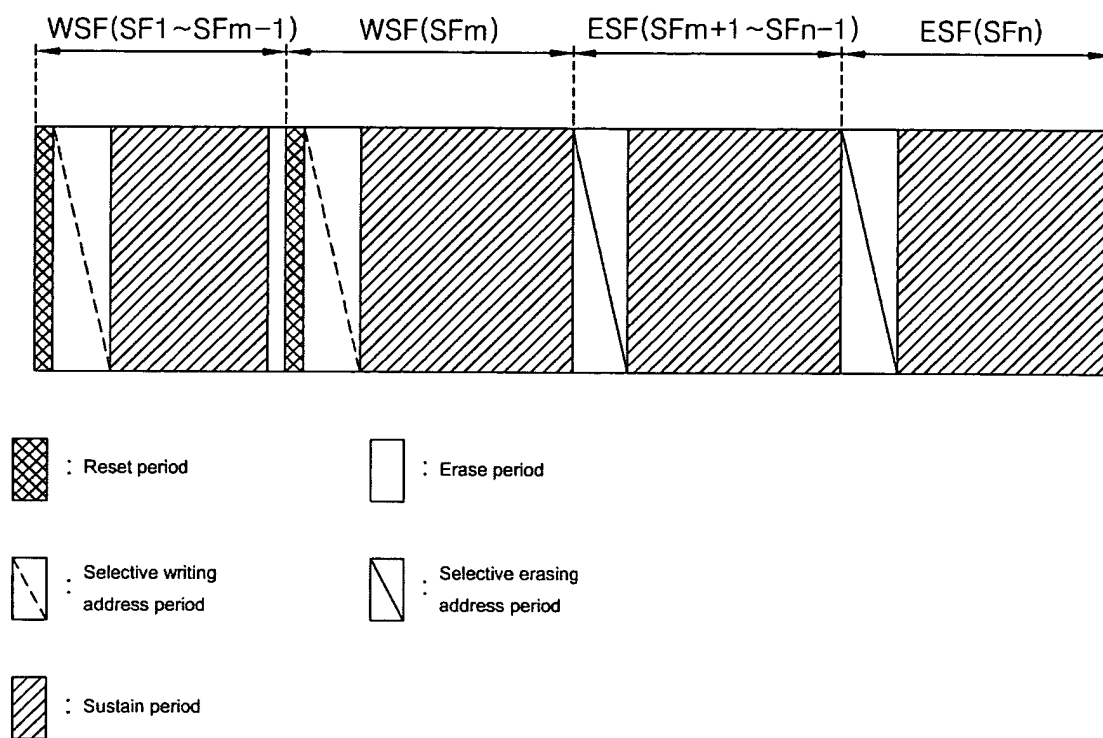 WSF(SF1~SFm-1) WSF(SFm) ESF(SFm+1~SFn-1) ESF(SFn)
: Reset period : Erase period
: Selective writing address period : Selective erasing address period
: Sustain period